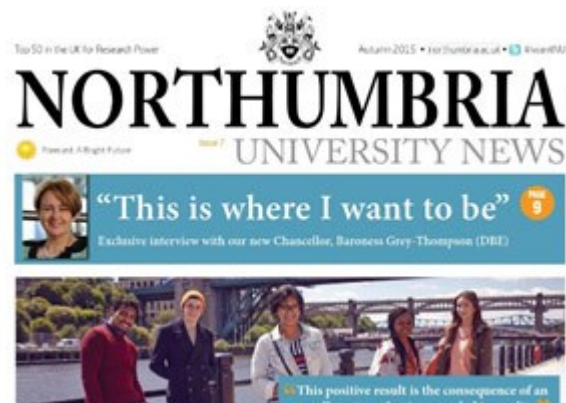 Top 50 in the UK for Research Power
Autumn 2015 • northumbria.ac.uk •
NORTHUMBRIA
Forecast: A Bright Future
Issue 7
UNIVERSITY NEWS
“This is where I want to be”
PAGE
9
Exclusive interview with our new Chancellor, Baroness Grey-Thompson (DBE)
“This positive result is the consequence of an